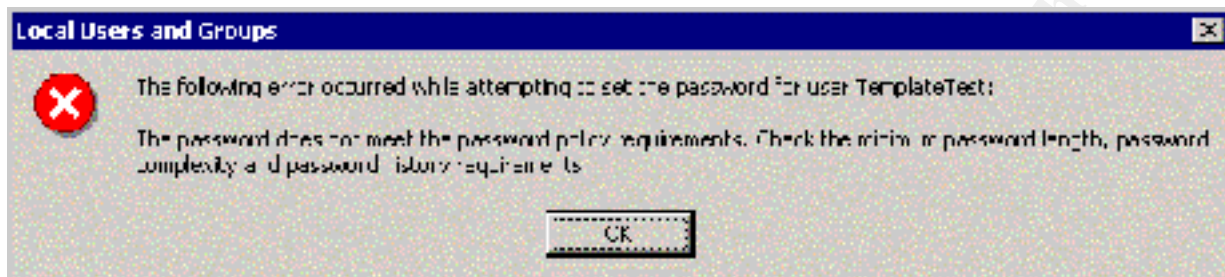 Local Users and Groups
The following error occurred while attempting to set the password for user TemplateTest:
The password does not meet the password policy requirements. Check the minimum password length, password
complexity and password history requirements.
OK